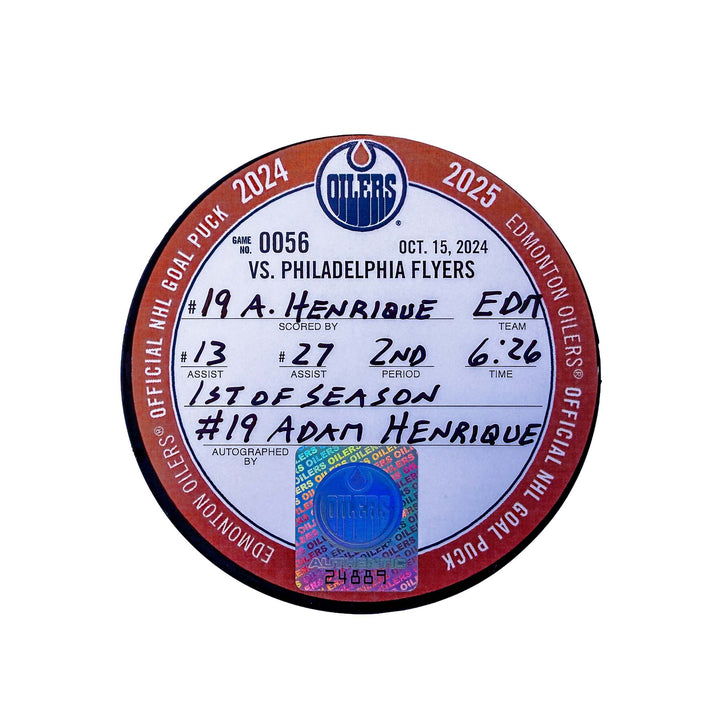 2024 2025
OILERS
®
OFFICIAL NHL GOAL PUCK
EDMONTON OILERS®
EDMONTON OILERS®
OFFICIAL NHL GOAL PUCK
GAME NO. 0056 OCT. 15, 2024
VS. PHILADELPHIA FLYERS
#19 A. HENRIQUE EDM
SCORED BY TEAM
#13 #27 2ND 6:26
ASSIST ASSIST PERIOD TIME
1ST OF SEASON
#19 ADAM HENRIQUE
AUTOGRAPHED BY
OILERS
AUTHENTIC
24889